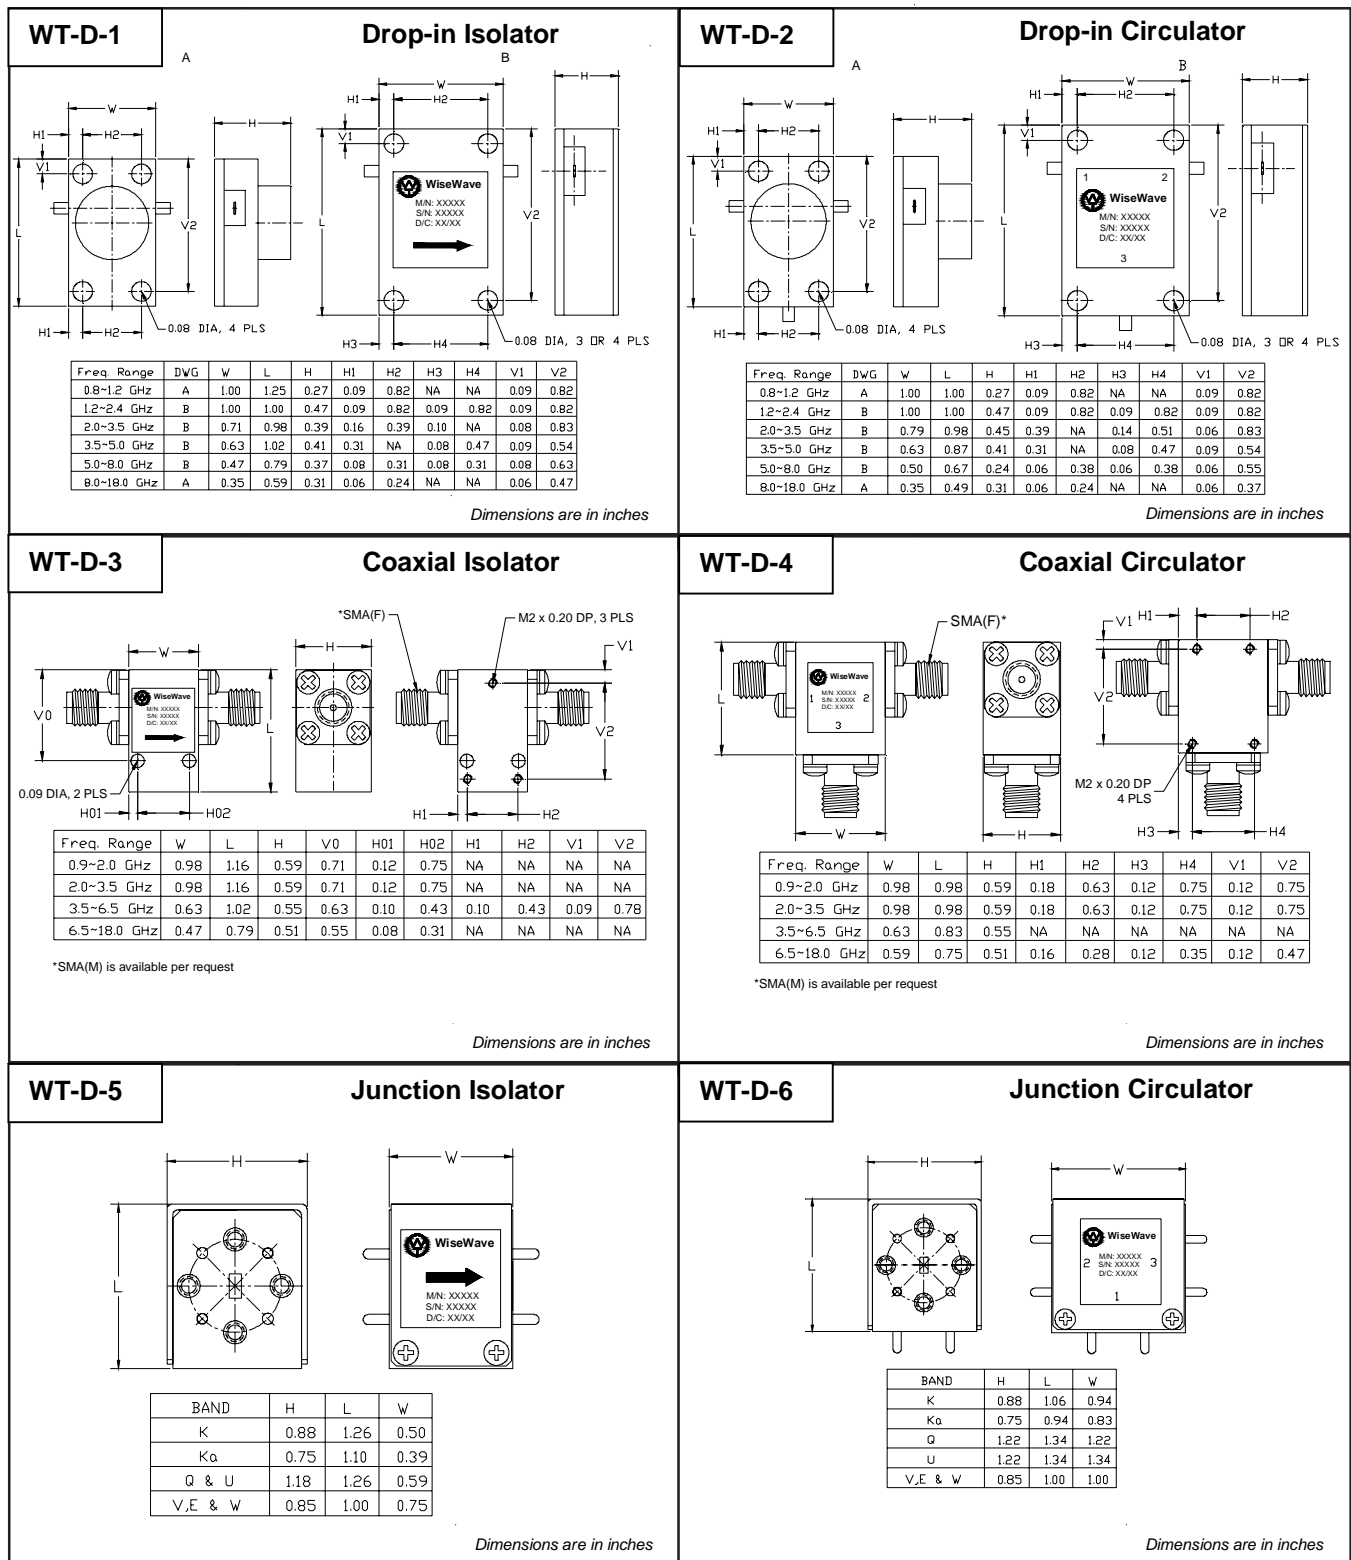 WT-D-1
Drop-in Isolator
A
B
W
H1
H2
V1
L
V2
H
H1
H2
0.08 DIA, 4 PLS
W
H1
H2
V1
L
V2
H
WiseWave
M/N: XXXXX
S/N: XXXXX
D/C: XX/XX
H3
H4
0.08 DIA, 3 OR 4 PLS
Freq. Range DWG W L H H1 H2 H3 H4 V1 V2
0.8~1.2 GHz A 1.00 1.25 0.27 0.09 0.82 NA NA 0.09 0.82
1.2~2.4 GHz B 1.00 1.00 0.47 0.09 0.82 0.09 0.82 0.09 0.82
2.0~3.5 GHz B 0.71 0.98 0.39 0.16 0.39 0.10 NA 0.08 0.83
3.5~5.0 GHz B 0.63 1.02 0.41 0.31 NA 0.08 0.47 0.09 0.54
5.0~8.0 GHz B 0.47 0.79 0.37 0.08 0.31 0.08 0.31 0.08 0.63
8.0~18.0 GHz A 0.35 0.59 0.31 0.06 0.24 NA NA 0.06 0.47
Dimensions are in inches
WT-D-2
Drop-in Circulator
A
B
W
H1
H2
V1
L
V2
H
H1
H2
0.08 DIA, 4 PLS
W
H1
H2
V1
L
V2
H
1 2
WiseWave
M/N: XXXXX
S/N: XXXXX
D/C: XX/XX
3
H3
H4
0.08 DIA, 3 OR 4 PLS
Freq. Range DWG W L H H1 H2 H3 H4 V1 V2
0.8~1.2 GHz A 1.00 1.00 0.27 0.09 0.82 NA NA 0.09 0.82
1.2~2.4 GHz B 1.00 1.00 0.47 0.09 0.82 0.09 0.82 0.09 0.82
2.0~3.5 GHz B 0.79 0.98 0.45 0.39 NA 0.14 0.51 0.06 0.83
3.5~5.0 GHz B 0.63 0.87 0.41 0.31 NA 0.08 0.47 0.09 0.54
5.0~8.0 GHz B 0.50 0.67 0.24 0.06 0.38 0.06 0.38 0.06 0.55
8.0~18.0 GHz A 0.35 0.49 0.31 0.06 0.24 NA NA 0.06 0.37
Dimensions are in inches
WT-D-3
Coaxial Isolator
*SMA(F)
M2 x 0.20 DP, 3 PLS
W
H
V1
V0
L
V2
WiseWave
M/N: XXXXX
S/N: XXXXX
D/C: XX/XX
0.09 DIA, 2 PLS
H01
H02
H1
H2
Freq. Range W L H V0 H01 H02 H1 H2 V1 V2
0.9~2.0 GHz 0.98 1.16 0.59 0.71 0.12 0.75 NA NA NA NA
2.0~3.5 GHz 0.98 1.16 0.59 0.71 0.12 0.75 NA NA NA NA
3.5~6.5 GHz 0.63 1.02 0.55 0.63 0.10 0.43 0.10 0.43 0.09 0.78
6.5~18.0 GHz 0.47 0.79 0.51 0.55 0.08 0.31 NA NA NA NA
*SMA(M) is available per request
Dimensions are in inches
WT-D-4
Coaxial Circulator
SMA(F)*
V1
H1
H2
L
V2
WiseWave
M/N: XXXXX
S/N: XXXXX
D/C: XX/XX
1 2
3
M2 x 0.20 DP
4 PLS
W
H
H3
H4
Freq. Range W L H H1 H2 H3 H4 V1 V2
0.9~2.0 GHz 0.98 0.98 0.59 0.18 0.63 0.12 0.75 0.12 0.75
2.0~3.5 GHz 0.98 0.98 0.59 0.18 0.63 0.12 0.75 0.12 0.75
3.5~6.5 GHz 0.63 0.83 0.55 NA NA NA NA NA NA
6.5~18.0 GHz 0.59 0.75 0.51 0.16 0.28 0.12 0.35 0.12 0.47
*SMA(M) is available per request
Dimensions are in inches
WT-D-5
Junction Isolator
H
W
L
WiseWave
M/N: XXXXX
S/N: XXXXX
D/C: XX/XX
BAND H L W
K 0.88 1.26 0.50
Ka 0.75 1.10 0.39
Q & U 1.18 1.26 0.59
V,E & W 0.85 1.00 0.75
Dimensions are in inches
WT-D-6
Junction Circulator
H
W
L
WiseWave
M/N: XXXXX
S/N: XXXXX
D/C: XX/XX
2 3
1
BAND H L W
K 0.88 1.06 0.94
Ka 0.75 0.94 0.83
Q 1.22 1.34 1.22
U 1.22 1.34 1.34
V,E & W 0.85 1.00 1.00
Dimensions are in inches